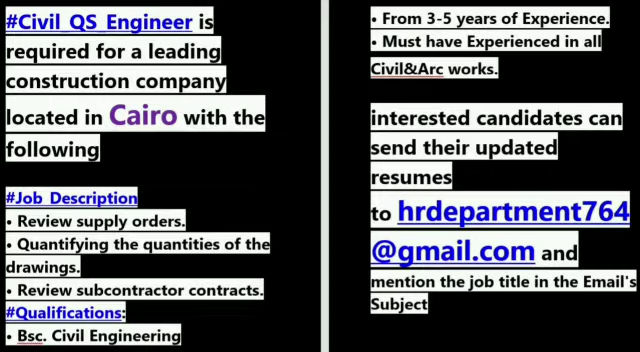 #Civil_QS_Engineer is
required for a leading
construction company
located in Cairo with the
following
#Job_Description
• Review supply orders.
• Quantifying the quantities of the
drawings.
• Review subcontractor contracts.
#Qualifications:
• Bsc. Civil Engineering
• From 3-5 years of Experience.
• Must have Experienced in all
Civil&Arc works.
interested candidates can
send their updated
resumes
to hrdepartment764
@gmail.com and
mention the job title in the Email's
Subject